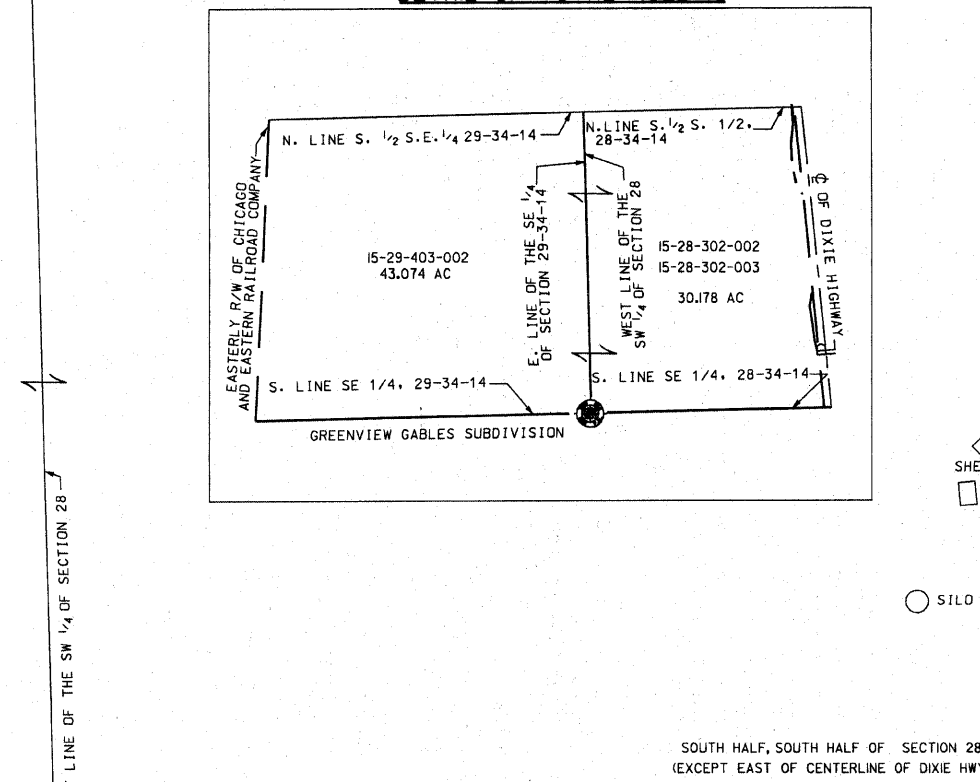 N. LINE S. 1/2 S.E. 1/4 29-34-14
N. LINE S. 1/2 S. 1/2,
28-34-14
EASTERLY R/W OF CHICAGO
AND EASTERN RAILROAD COMPANY
15-29-403-002
43.074 AC
E. LINE OF THE SE 1/4
OF SECTION 29-34-14
WEST LINE OF THE
SW 1/4 OF SECTION 28
15-28-302-002
15-28-302-003
30.178 AC
℄ OF DIXIE HIGHWAY
S. LINE SE 1/4, 29-34-14
S. LINE SE 1/4, 28-34-14
GREENVIEW GABLES SUBDIVISION
LINE OF THE SW 1/4 OF SECTION 28
SHE
SILO
SOUTH HALF, SOUTH HALF OF SECTION 28
(EXCEPT EAST OF CENTERLINE OF DIXIE HWY